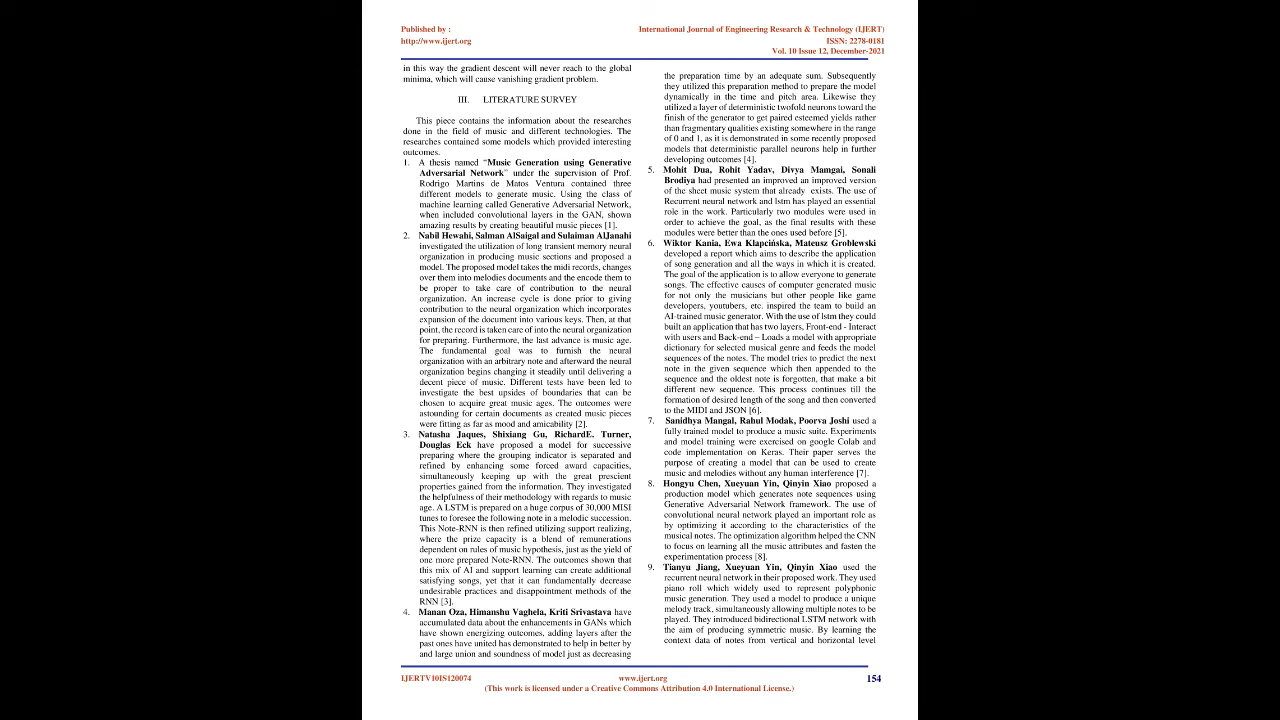 Published by :
http://www.ijert.org
International Journal of Engineering Research & Technology (IJERT)
ISSN: 2278-0181
Vol. 10 Issue 12, December-2021
in this way the gradient descent will never reach to the global
minima, which will cause vanishing gradient problem.
III. LITERATURE SURVEY
This piece contains the information about the researches
done in the field of music and different technologies. The
researches contained some models which provided interesting
outcomes.
1. A thesis named "Music Generation using Generative
Adversarial Network" under the supervision of Prof.
Rodrigo Martins de Matos Ventura contained three
different models to generate music. Using the class of
machine learning called Generative Adversarial Network,
when included convolutional layers in the GAN, shown
amazing results by creating beautiful music pieces [1].
2. Nabil Hewahi, Salman AlSaigal and Sulaiman AlJanahi
investigated the utilization of long transient memory neural
organization in producing music sections and proposed a
model. The proposed model takes the midi records, changes
over them into melodies documents and the encode them to
be proper to take care of contribution to the neural
organization. An increase cycle is done prior to giving
contribution to the neural organization which incorporates
expansion of the document into various keys. Then, at that
point, the record is taken care of into the neural organization
for preparing. Furthermore, the last advance is music age.
The fundamental goal was to furnish the neural
organization with an arbitrary note and afterward the neural
organization begins changing it steadily until delivering a
decent piece of music. Different tests have been led to
investigate the best upsides of boundaries that can be
chosen to acquire great music ages. The outcomes were
astounding for certain documents as created music pieces
were fitting as far as mood and amicability [2].
3. Natasha Jaques, Shixiang Gu, RichardE. Turner,
Douglas Eck have proposed a model for successive
preparing where the grouping indicator is separated and
refined by enhancing some forced award capacities,
simultaneously keeping up with the great prescient
properties gained from the information. They investigated
the helpfulness of their methodology with regards to music
age. A LSTM is prepared on a huge corpus of 30,000 MISI
tunes to foresee the following note in a melodic succession.
This Note-RNN is then refined utilizing support realizing,
where the prize capacity is a blend of remunerations
dependent on rules of music hypothesis, just as the yield of
one more prepared Note-RNN. The outcomes shown that
this mix of AI and support learning can create additional
satisfying songs, yet that it can fundamentally decrease
undesirable practices and disappointment methods of the
RNN [3].
4. Manan Oza, Himanshu Vaghela, Kriti Srivastava have
accumulated data about the enhancements in GANs which
have shown energizing outcomes, adding layers after the
past ones have united has demonstrated to help in better by
and large union and soundness of model just as decreasing
the preparation time by an adequate sum. Subsequently
they utilized this preparation method to prepare the model
dynamically in the time and pitch area. Likewise they
utilized a layer of deterministic twofold neurons toward the
finish of the generator to get paired esteemed yields rather
than fragmentary qualities existing somewhere in the range
of 0 and 1, as it is demonstrated in some recently proposed
models that deterministic parallel neurons help in further
developing outcomes [4].
5. Mohit Dua, Rohit Yadav, Divya Mamgai, Sonali
Brodiya had presented an improved an improved version
of the sheet music system that already exists. The use of
Recurrent neural network and lstm has played an essential
role in the work. Particularly two modules were used in
order to achieve the goal, as the final results with these
modules were better than the ones used before [5].
6. Wiktor Kania, Ewa Kłapcińska, Mateusz Groblewski
developed a report which aims to describe the application
of song generation and all the ways in which it is created.
The goal of the application is to allow everyone to generate
songs. The effective causes of computer generated music
for not only the musicians but other people like game
developers, youtubers, etc. inspired the team to build an
AI-trained music generator. With the use of lstm they could
built an application that has two layers, Front-end - Interact
with users and Back-end – Loads a model with appropriate
dictionary for selected musical genre and feeds the model
sequences of the notes. The model tries to predict the next
note in the given sequence which then appended to the
sequence and the oldest note is forgotten, that make a bit
different new sequence. This process continues till the
formation of desired length of the song and then converted
to the MIDI and JSON [6].
7. Sanidhya Mangal, Rahul Modak, Poorva Joshi used a
fully trained model to produce a music suite. Experiments
and model training were exercised on google Colab and
code implementation on Keras. Their paper serves the
purpose of creating a model that can be used to create
music and melodies without any human interference [7].
8. Hongyu Chen, Xueyuan Yin, Qinyin Xiao proposed a
production model which generates note sequences using
Generative Adversarial Network framework. The use of
convolutional neural network played an important role as
by optimizing it according to the characteristics of the
musical notes. The optimization algorithm helped the CNN
to focus on learning all the music attributes and fasten the
experimentation process [8].
9. Tianyu Jiang, Xueyuan Yin, Qinyin Xiao used the
recurrent neural network in their proposed work. They used
piano roll which widely used to represent polyphonic
music generation. They used a model to produce a unique
melody track, simultaneously allowing multiple notes to be
played. They introduced bidirectional LSTM network with
the aim of producing symmetric music. By learning the
context data of notes from vertical and horizontal level
IJERTV10IS120074
www.ijert.org
154
(This work is licensed under a Creative Commons Attribution 4.0 International License.)